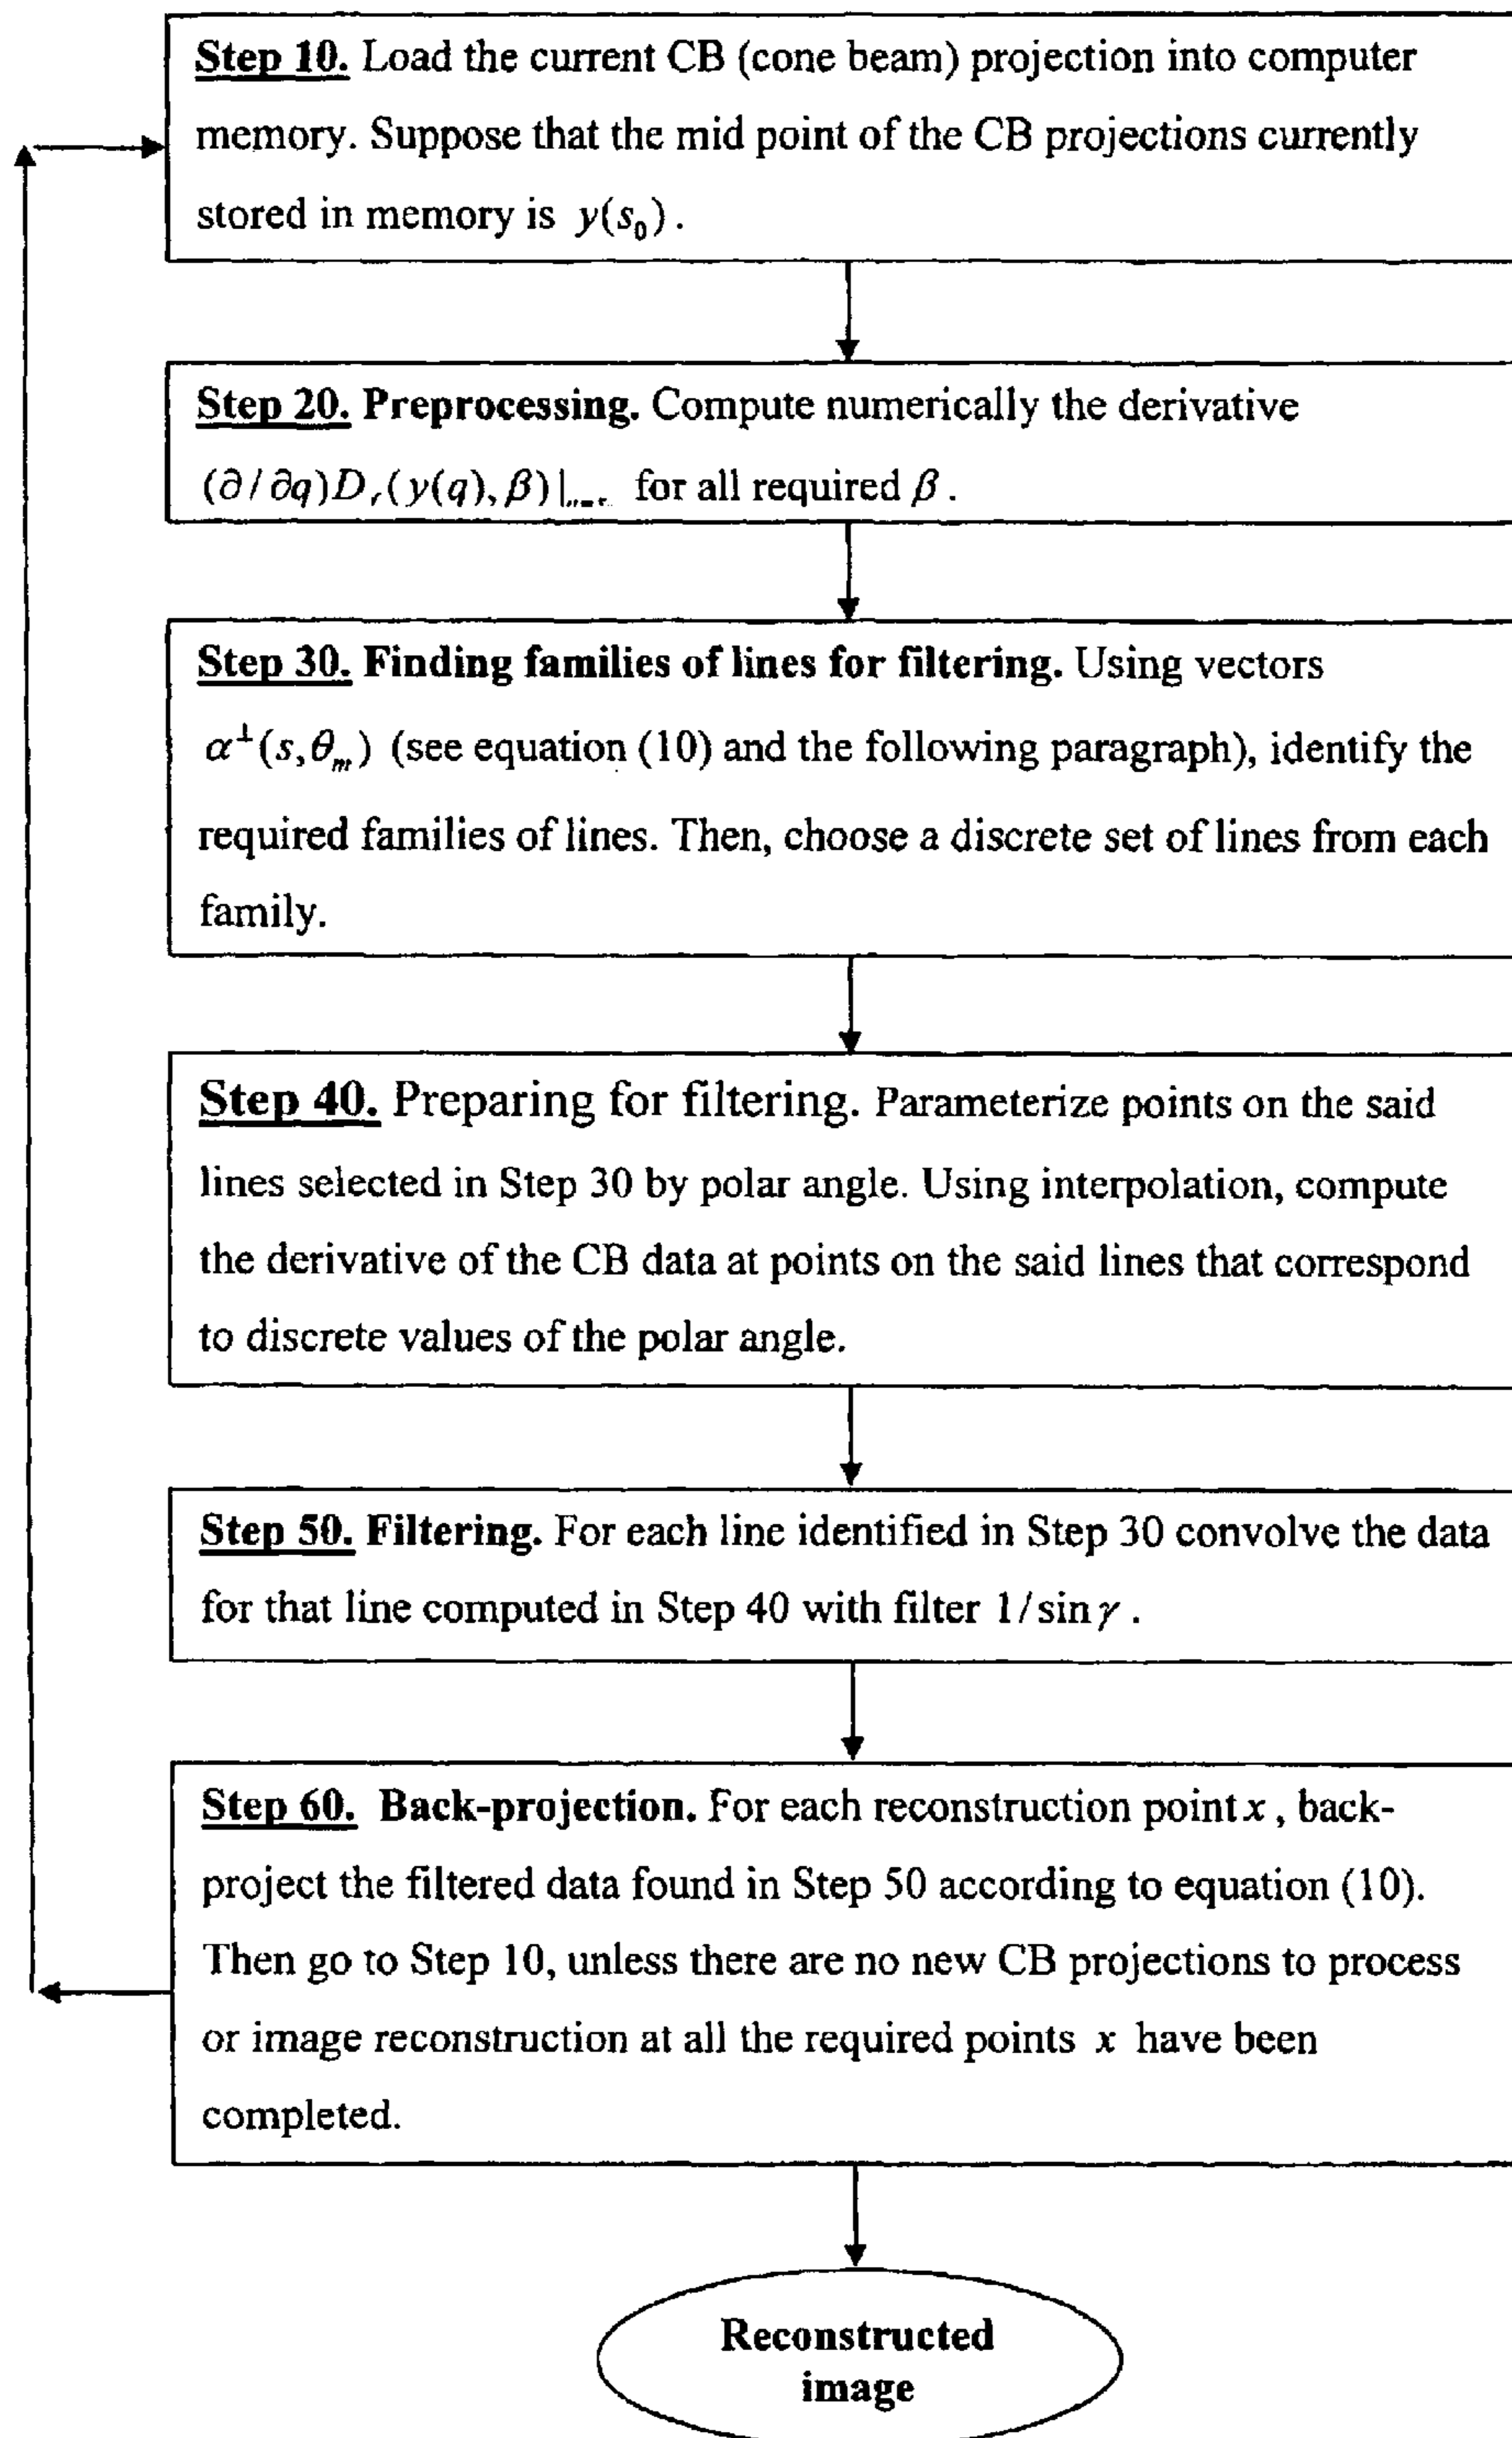 Step 10. Load the current CB (cone beam) projection into computer
memory. Suppose that the mid point of the CB projections currently
stored in memory is y(s₀).
Step 20. Preprocessing. Compute numerically the derivative
(∂/∂q)D (y(q),β)| for all required β.
Step 30. Finding families of lines for filtering. Using vectors
α⊥(s,θₘ) (see equation (10) and the following paragraph), identify the
required families of lines. Then, choose a discrete set of lines from each
family.
Step 40. Preparing for filtering. Parameterize points on the said
lines selected in Step 30 by polar angle. Using interpolation, compute
the derivative of the CB data at points on the said lines that correspond
to discrete values of the polar angle.
Step 50. Filtering. For each line identified in Step 30 convolve the data
for that line computed in Step 40 with filter 1/sin γ.
Step 60. Back-projection. For each reconstruction point x, back-
project the filtered data found in Step 50 according to equation (10).
Then go to Step 10, unless there are no new CB projections to process
or image reconstruction at all the required points x have been
completed.
Reconstructed
image